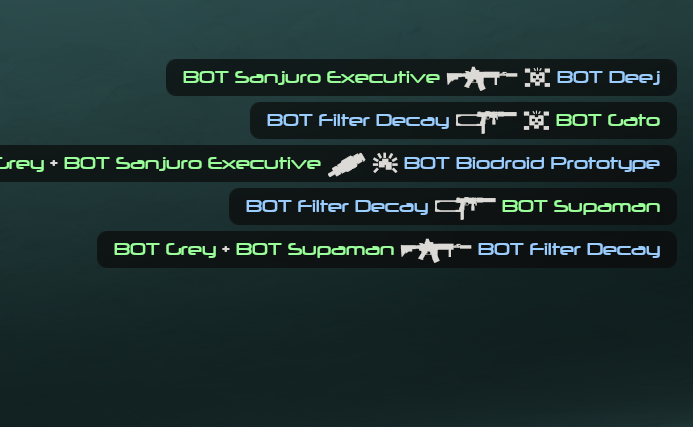 BOT Sanjuro Executive BOT Deej
BOT Filter Decay BOT Gato
Grey + BOT Sanjuro Executive BOT Biodroid Prototype
BOT Filter Decay BOT Supaman
BOT Grey + BOT Supaman BOT Filter Decay